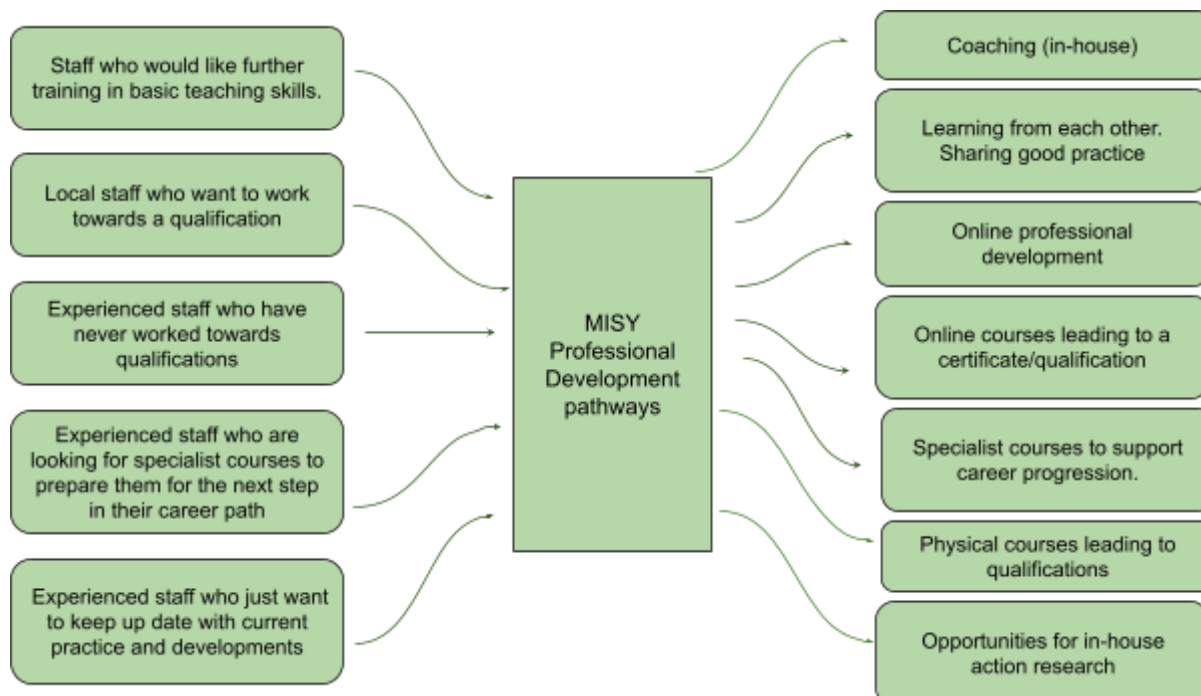 Staff who would like further
training in basic teaching skills.
Local staff who want to work
towards a qualification
Experienced staff who have
never worked towards
qualifications
Experienced staff who are
looking for specialist courses to
prepare them for the next step
in their career path
Experienced staff who just want
to keep up date with current
practice and developments
MISY
Professional
Development
pathways
Coaching (in-house)
Learning from each other.
Sharing good practice
Online professional
development
Online courses leading to a
certificate/qualification
Specialist courses to support
career progression.
Physical courses leading to
qualifications
Opportunities for in-house
action research